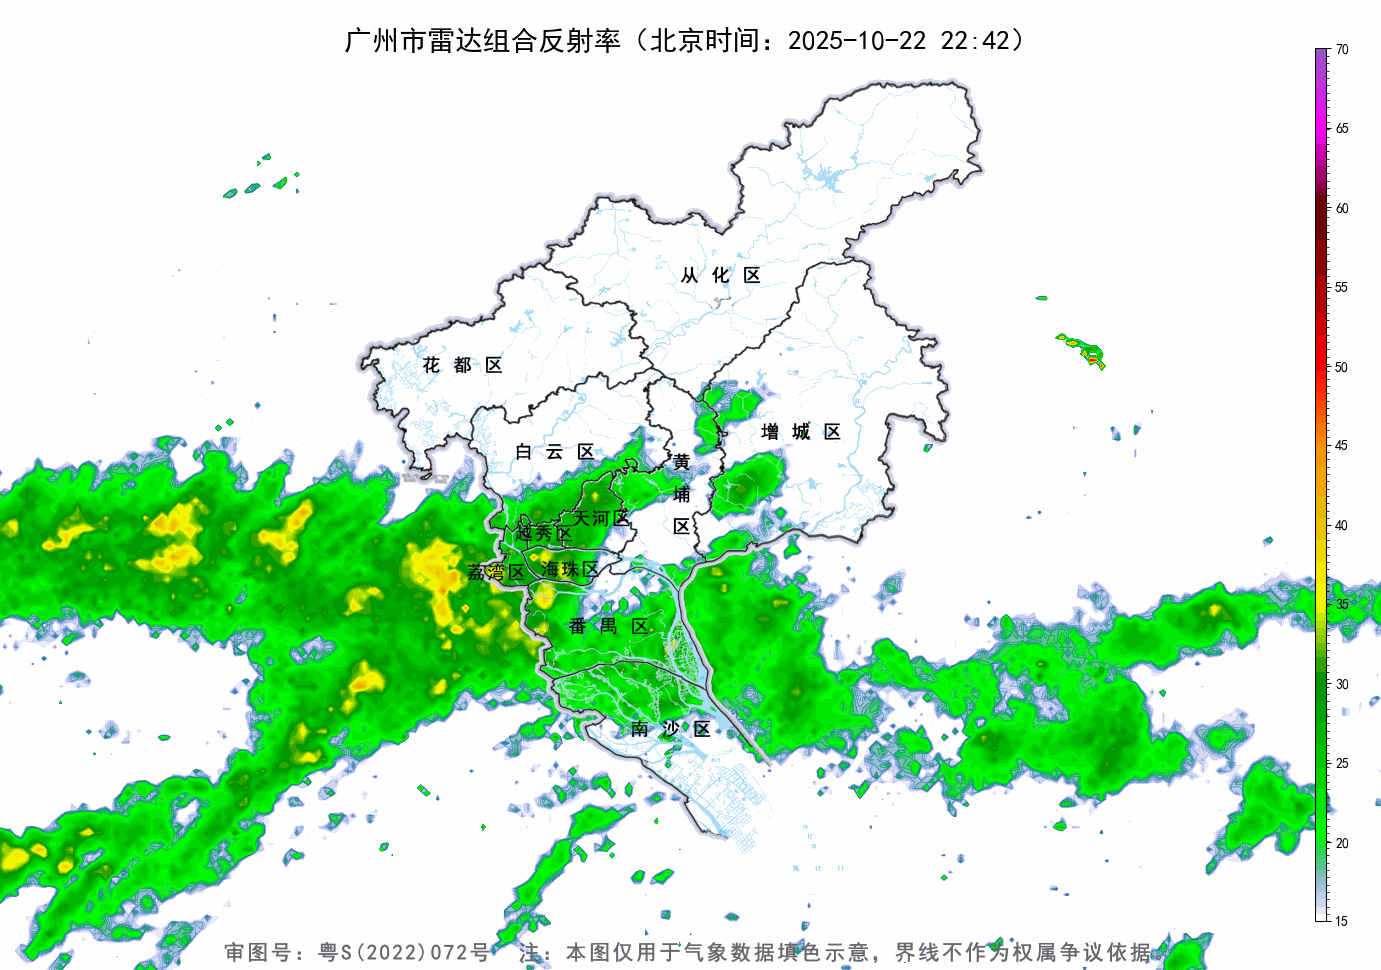 广州市雷达组合反射率（北京时间：2025-10-22 22:42）
70
65
60
55
50
45
40
35
30
25
20
15
从化区
花都区
增城区
白云区
黄埔区
天河区
越秀区
海珠区
荔湾区
番禺区
南沙区
审图号：粤S(2022)072号 注：本图仅用于气象数据填色示意，界线不作为权属争议依据。